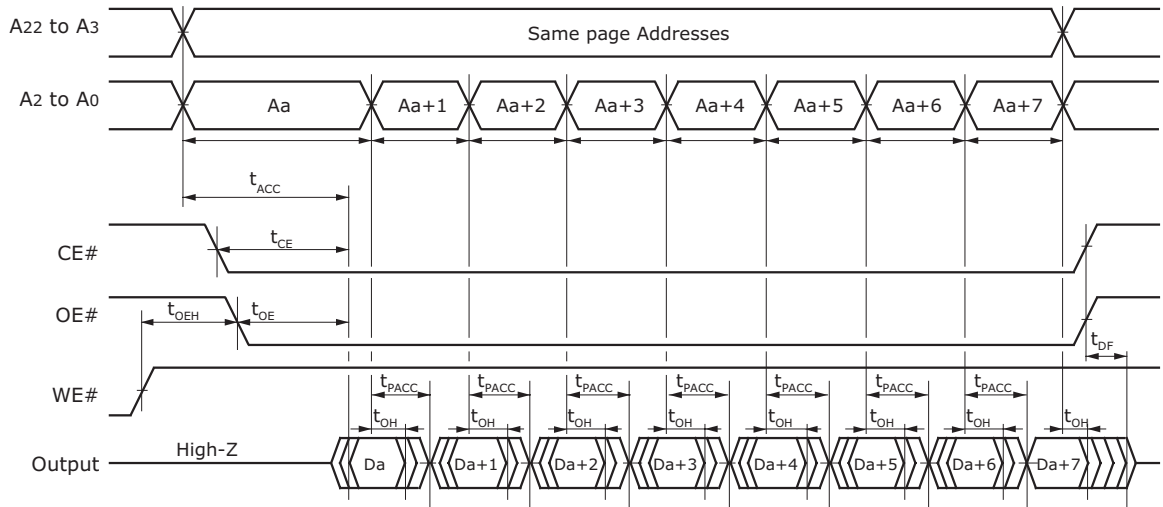 A22 to A3 Same page Addresses
A2 to A0 Aa Aa+1 Aa+2 Aa+3 Aa+4 Aa+5 Aa+6 Aa+7
tACC
CE# tCE
OE# tOEH tOE tDF
WE# tPACC tPACC tPACC tPACC tPACC tPACC tPACC
tOH tOH tOH tOH tOH tOH tOH tOH
Output High-Z Da Da+1 Da+2 Da+3 Da+4 Da+5 Da+6 Da+7